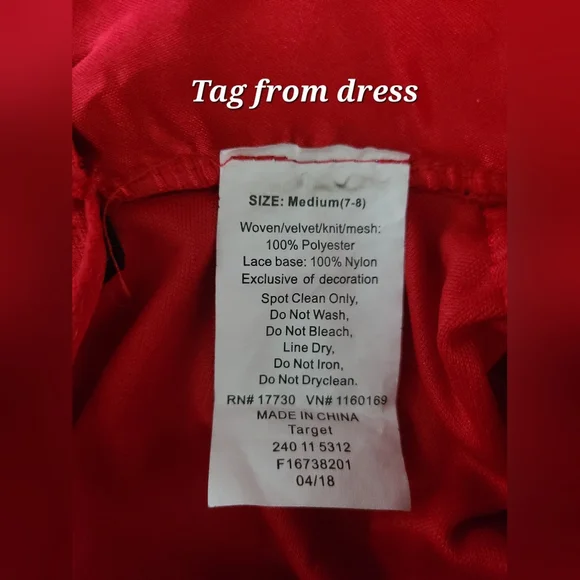 Tag from dress
SIZE: Medium(7-8)
Woven/velvet/knit/mesh:
100% Polyester
Lace base: 100% Nylon
Exclusive of decoration
Spot Clean Only,
Do Not Wash,
Do Not Bleach,
Line Dry,
Do Not Iron,
Do Not Dryclean.
RN# 17730 VN# 1160169
MADE IN CHINA
Target
240 11 5312
F16738201
04/18